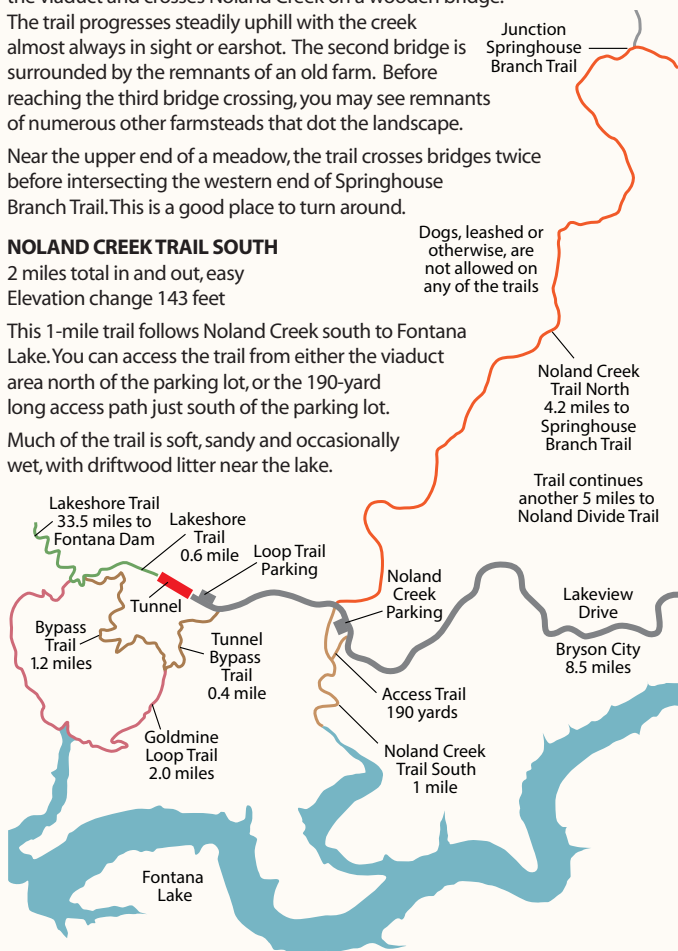 the viaduct and crosses Noland Creek on a wooden bridge.
The trail progresses steadily uphill with the creek
almost always in sight or earshot. The second bridge is
surrounded by the remnants of an old farm. Before
reaching the third bridge crossing, you may see remnants
of numerous other farmsteads that dot the landscape.
Near the upper end of a meadow, the trail crosses bridges twice
before intersecting the western end of Springhouse
Branch Trail. This is a good place to turn around.
NOLAND CREEK TRAIL SOUTH
2 miles total in and out, easy
Elevation change 143 feet
This 1-mile trail follows Noland Creek south to Fontana
Lake. You can access the trail from either the viaduct
area north of the parking lot, or the 190-yard
long access path just south of the parking lot.
Much of the trail is soft, sandy and occasionally
wet, with driftwood litter near the lake.
Junction
Springhouse
Branch Trail
Dogs, leashed or
otherwise, are
not allowed on
any of the trails
Noland Creek
Trail North
4.2 miles to
Springhouse
Branch Trail
Trail continues
another 5 miles to
Noland Divide Trail
Lakeshore Trail
33.5 miles to
Fontana Dam
Lakeshore
Trail
0.6 mile
Loop Trail
Parking
Tunnel
Noland
Creek
Parking
Lakeview
Drive
Bryson City
8.5 miles
Bypass
Trail
1.2 miles
Tunnel
Bypass
Trail
0.4 mile
Access Trail
190 yards
Goldmine
Loop Trail
2.0 miles
Noland Creek
Trail South
1 mile
Fontana
Lake